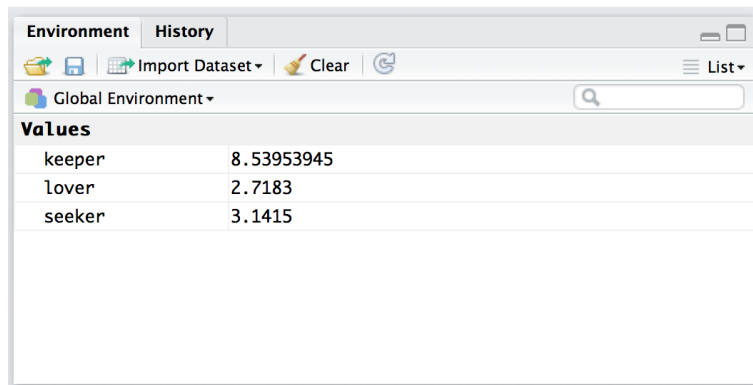 Environment History
Import Dataset Clear List
Global Environment
Values
keeper 8.53953945
lover 2.7183
seeker 3.1415